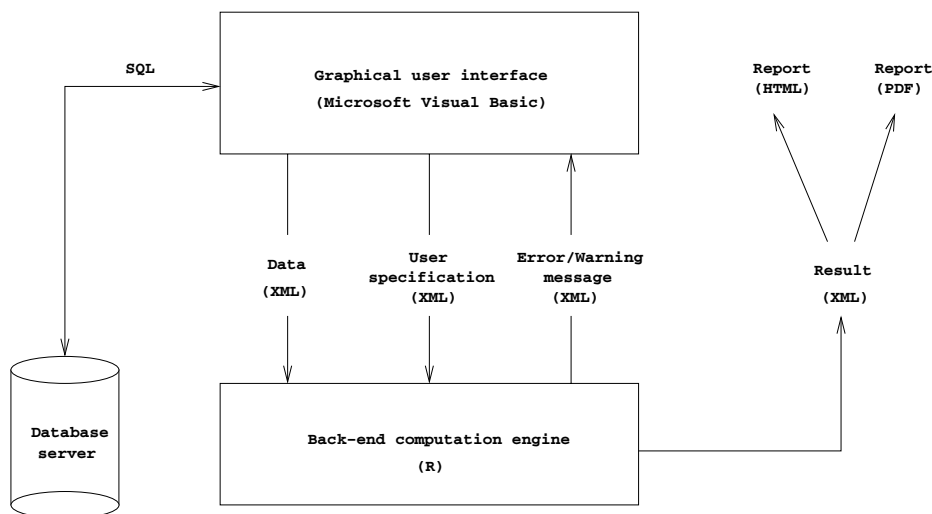 SQL
Graphical user interface
(Microsoft Visual Basic)
Report
(HTML)
Report
(PDF)
Data
(XML)
User
specification
(XML)
Error/Warning
message
(XML)
Result
(XML)
Database
server
Back-end computation engine
(R)